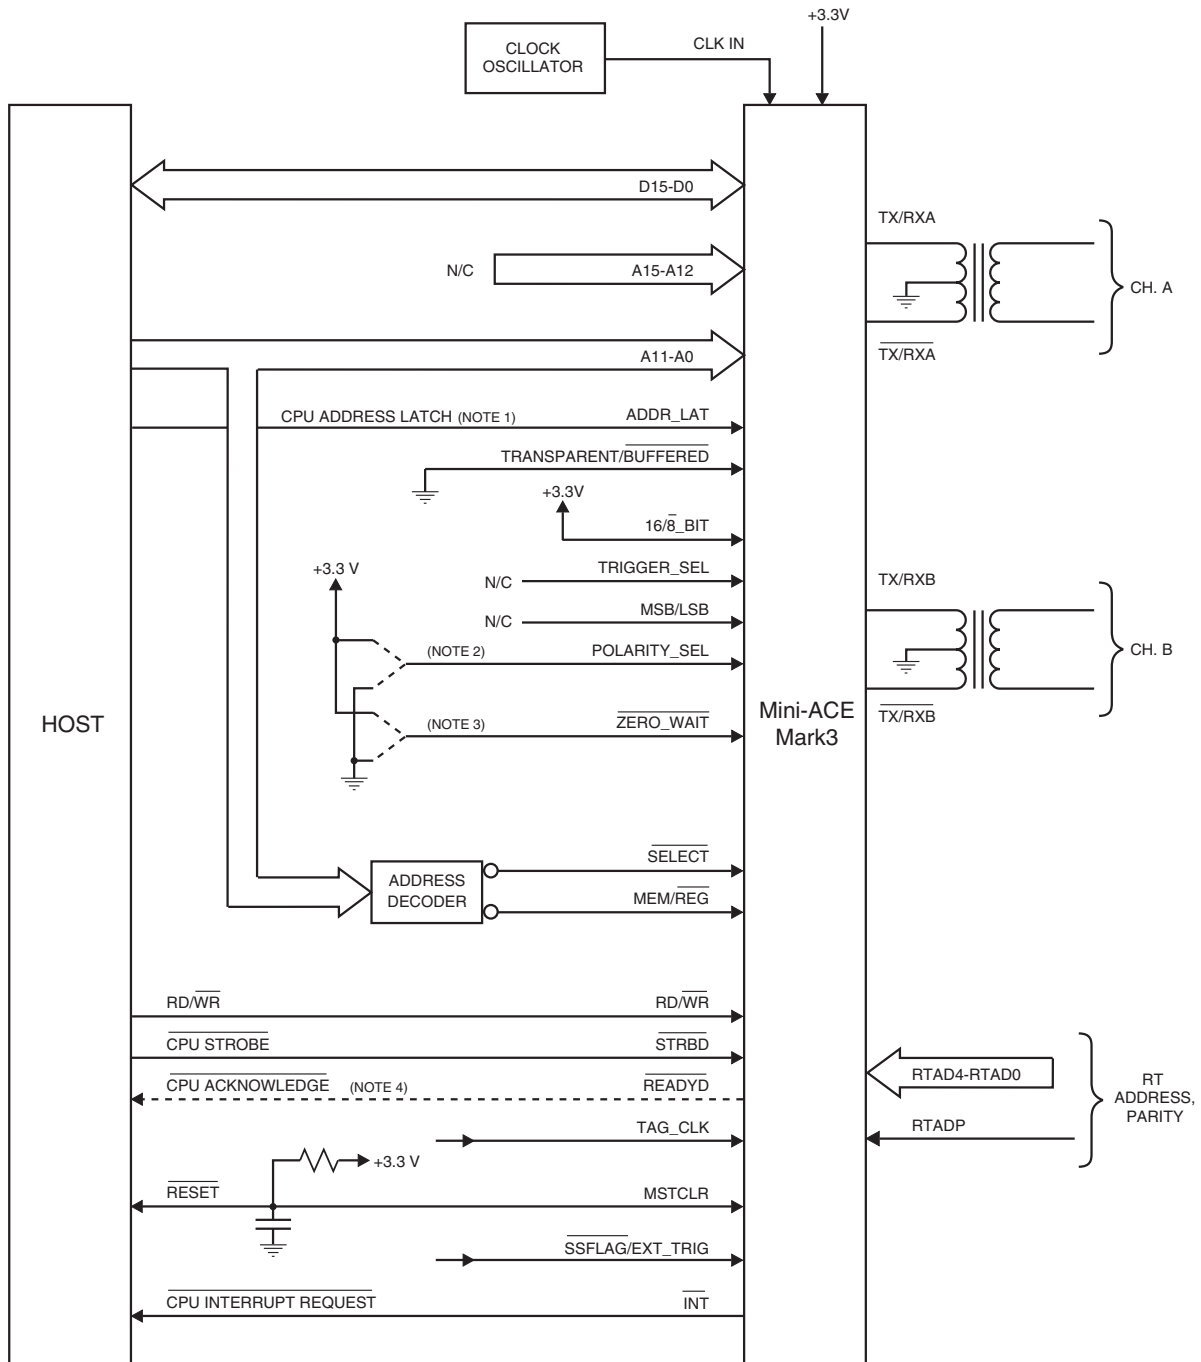 +3.3V
CLOCK
OSCILLATOR
CLK IN
D15-D0
TX/RXA
N/C
A15-A12
CH. A
A11-A0
TX/RXA
CPU ADDRESS LATCH (NOTE 1)
ADDR_LAT
TRANSPARENT/BUFFERED
+3.3V
16/8_BIT
+3.3 V
N/C
TRIGGER_SEL
TX/RXB
N/C
MSB/LSB
(NOTE 2)
POLARITY_SEL
CH. B
HOST
(NOTE 3)
ZERO_WAIT
Mini-ACE
Mark3
TX/RXB
ADDRESS
DECODER
SELECT
MEM/REG
RD/WR
RD/WR
CPU STROBE
STRBD
CPU ACKNOWLEDGE (NOTE 4)
READYD
RTAD4-RTAD0
RT
ADDRESS,
PARITY
TAG_CLK
RTADP
+3.3 V
RESET
MSTCLR
SSFLAG/EXT_TRIG
CPU INTERRUPT REQUEST
INT